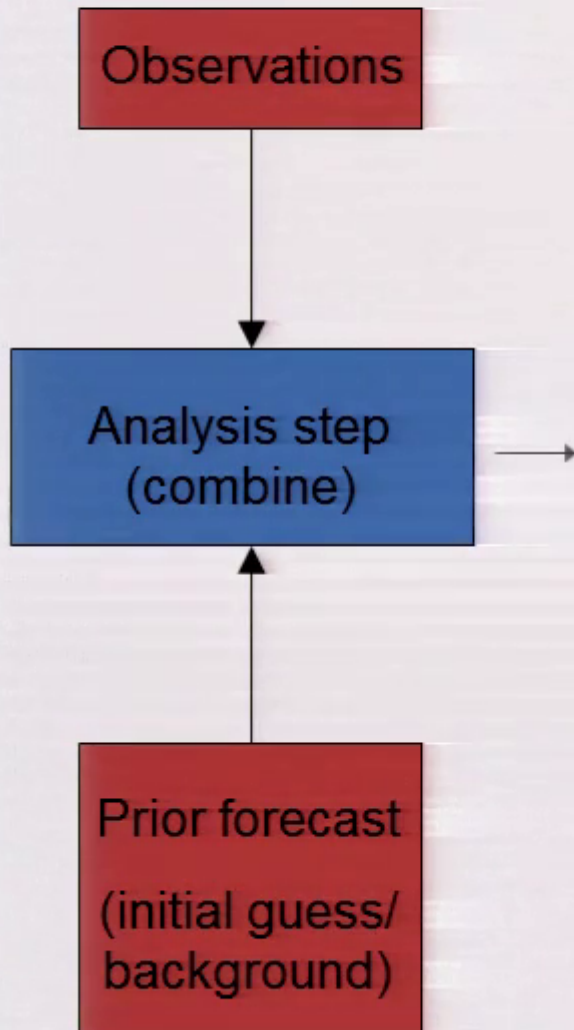 Observations
Analysis step
(combine)
Prior forecast
(initial guess/
background)